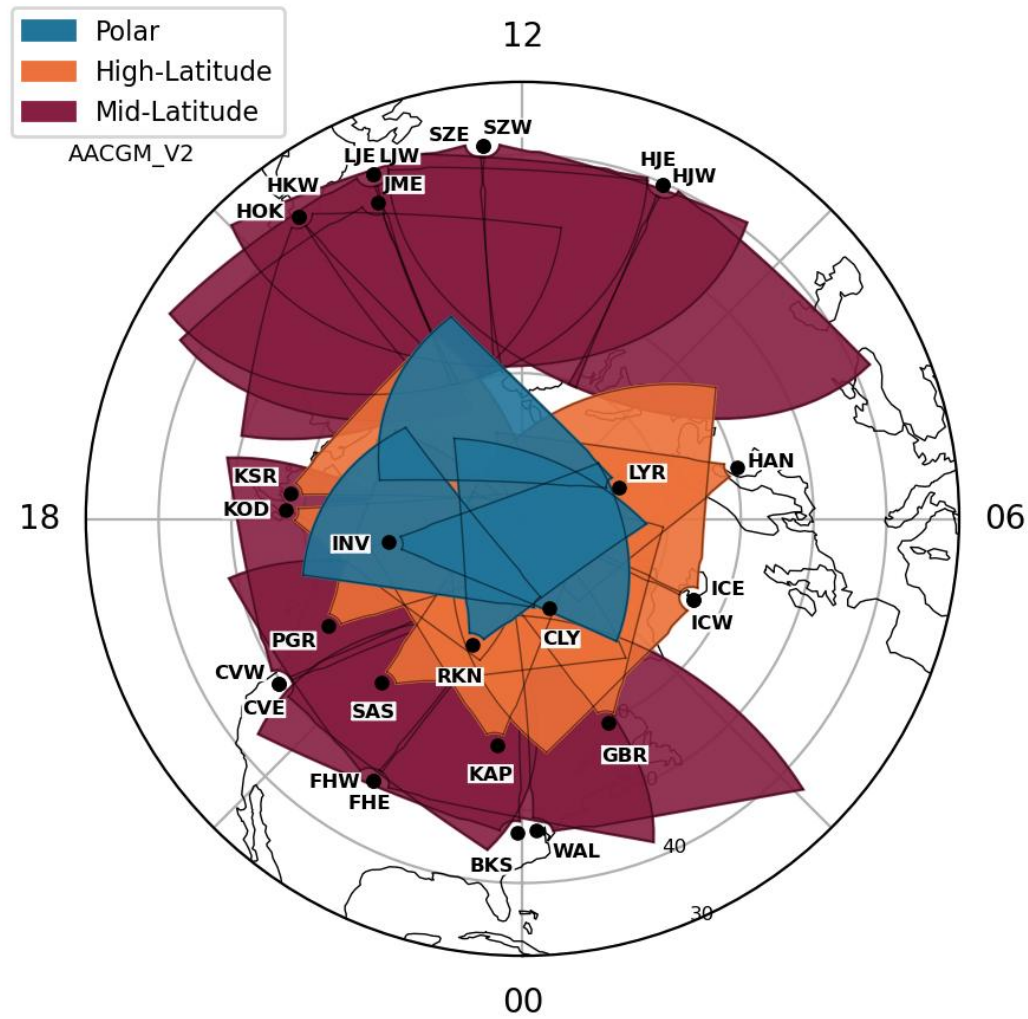 Polar
High-Latitude
Mid-Latitude
AACGM_V2
12
SZE SZW
LJE LJW
HJE
HJW
HKW
JME
HOK
KSR
LYR
HAN
KOD
18
06
INV
ICE
ICW
PGR
CLY
CVW
RKN
CVE
SAS
GBR
KAP
FHW
FHE
BKS
WAL
40
30
00